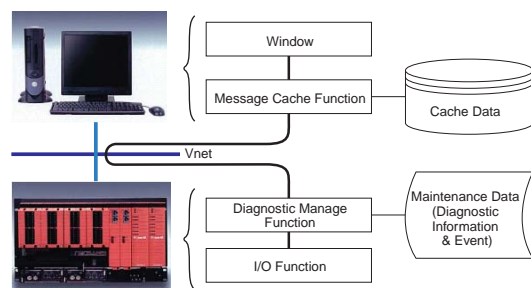 Window
Message Cache Function
Cache Data
Vnet
Diagnostic Manage
Function
Maintenance Data
(Diagnostic
Information
& Event)
I/O Function